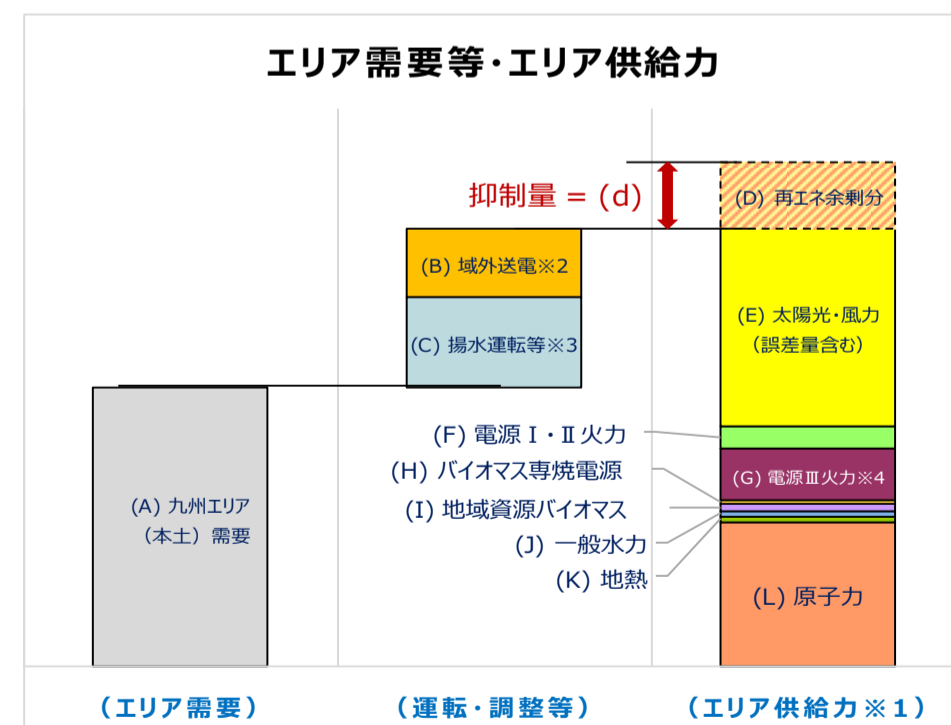 エリア需要等・エリア供給力
抑制量 = (d)
(D) 再エネ余剰分
(B) 域外送電※2
(C) 揚水運転等※3
(E) 太陽光・風力
（誤差量含む）
(F) 電源Ⅰ・Ⅱ火力
(H) バイオマス専焼電源
(G) 電源Ⅲ火力※4
(I) 地域資源バイオマス
(J) 一般水力
(K) 地熱
(A) 九州エリア
（本土）需要
(L) 原子力
（エリア需要）
（運転・調整等）
（エリア供給力※1）